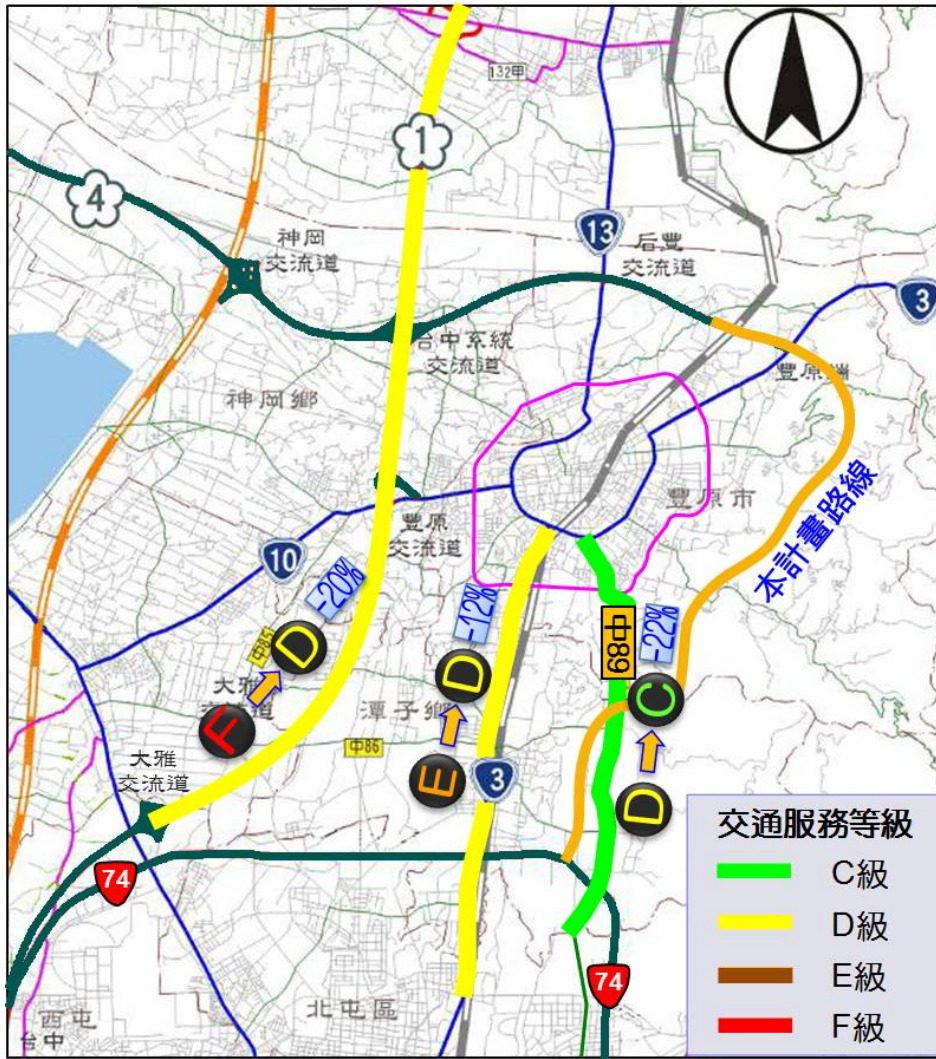 132甲
1
4
神岡
交流道
13
后豐
交流道
3
台中系統
交流道
豐原端
神岡鄉
豐原市
豐原
交流道
本計畫路線
10
-20%
D
中85
F
大雅
交流道
-12%
D
E
潭子鄉
中86
中89
-22%
C
D
3
大雅
交流道
74
74
北屯區
西屯
台中
交通服務等級
C級
D級
E級
F級